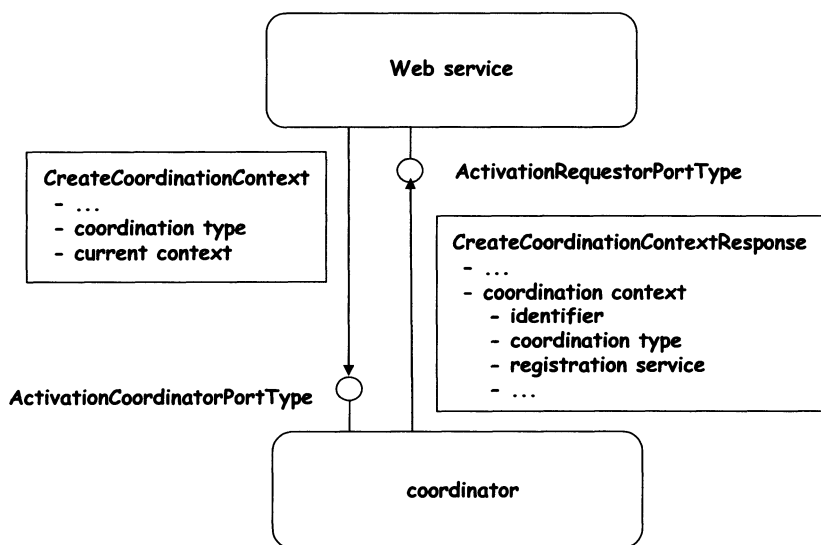 Web service
CreateCoordinationContext
- ...
- coordination type
- current context
ActivationRequestorPortType
CreateCoordinationContextResponse
- ...
- coordination context
- identifier
- coordination type
- registration service
- ...
ActivationCoordinatorPortType
coordinator